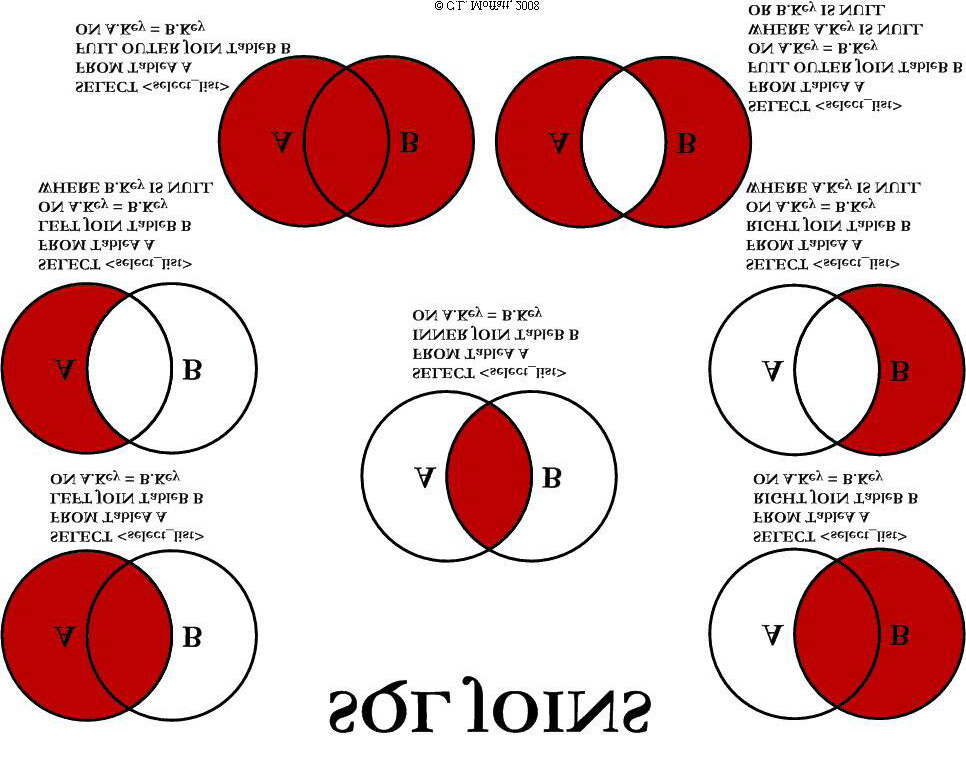 SQL JOINS
A
B
SELECT <select_list>
FROM TableA A
LEFT JOIN TableB B
ON A.Key = B.Key
A
B
SELECT <select_list>
FROM TableA A
RIGHT JOIN TableB B
ON A.Key = B.Key
A
B
SELECT <select_list>
FROM TableA A
INNER JOIN TableB B
ON A.Key = B.Key
A
B
SELECT <select_list>
FROM TableA A
LEFT JOIN TableB B
ON A.Key = B.Key
WHERE B.Key IS NULL
A
B
SELECT <select_list>
FROM TableA A
RIGHT JOIN TableB B
ON A.Key = B.Key
WHERE A.Key IS NULL
A
B
SELECT <select_list>
FROM TableA A
FULL OUTER JOIN TableB B
ON A.Key = B.Key
A
B
SELECT <select_list>
FROM TableA A
FULL OUTER JOIN TableB B
ON A.Key = B.Key
WHERE A.Key IS NULL
OR B.Key IS NULL
© C.L. Moffatt, 2008